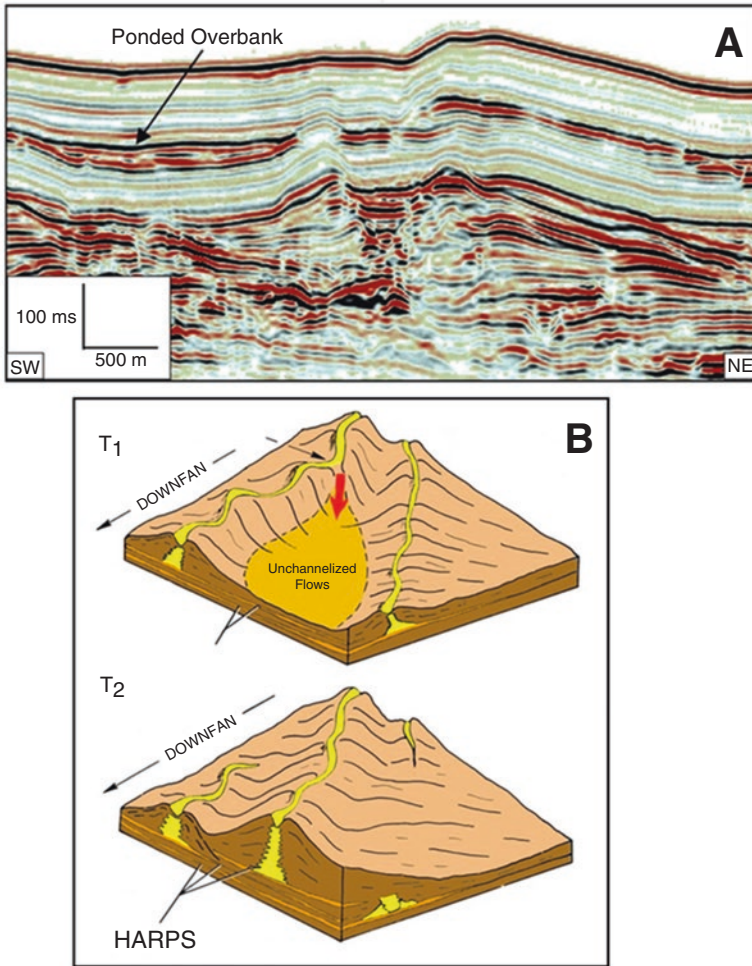 Ponded Overbank
A
100 ms
500 m
SW
NE
B
T1
DOWNFAN
Unchannelized
Flows
T2
DOWNFAN
HARPS